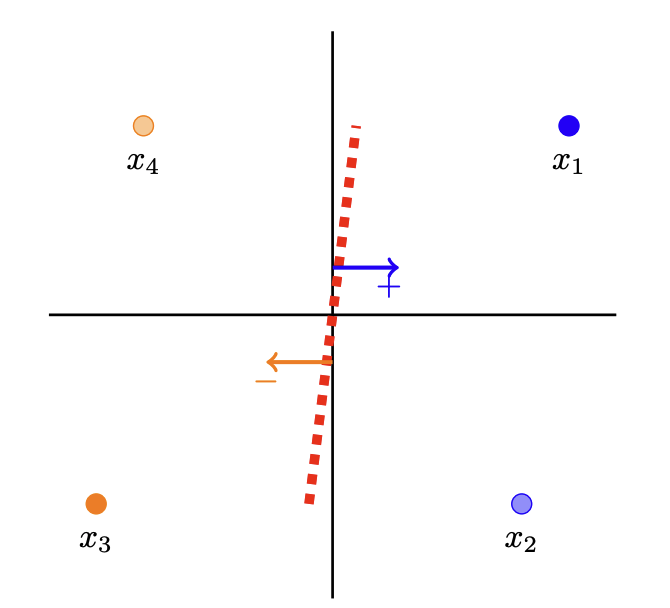 x₄
x₁
+
−
x₃
x₂